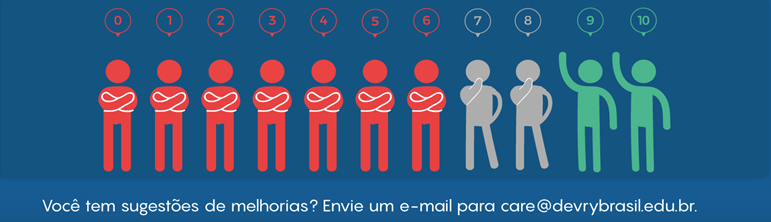 0 1 2 3 4 5 6 7 8 9 10
Você tem sugestões de melhorias? Envie um e-mail para care@devrybrasil.edu.br.